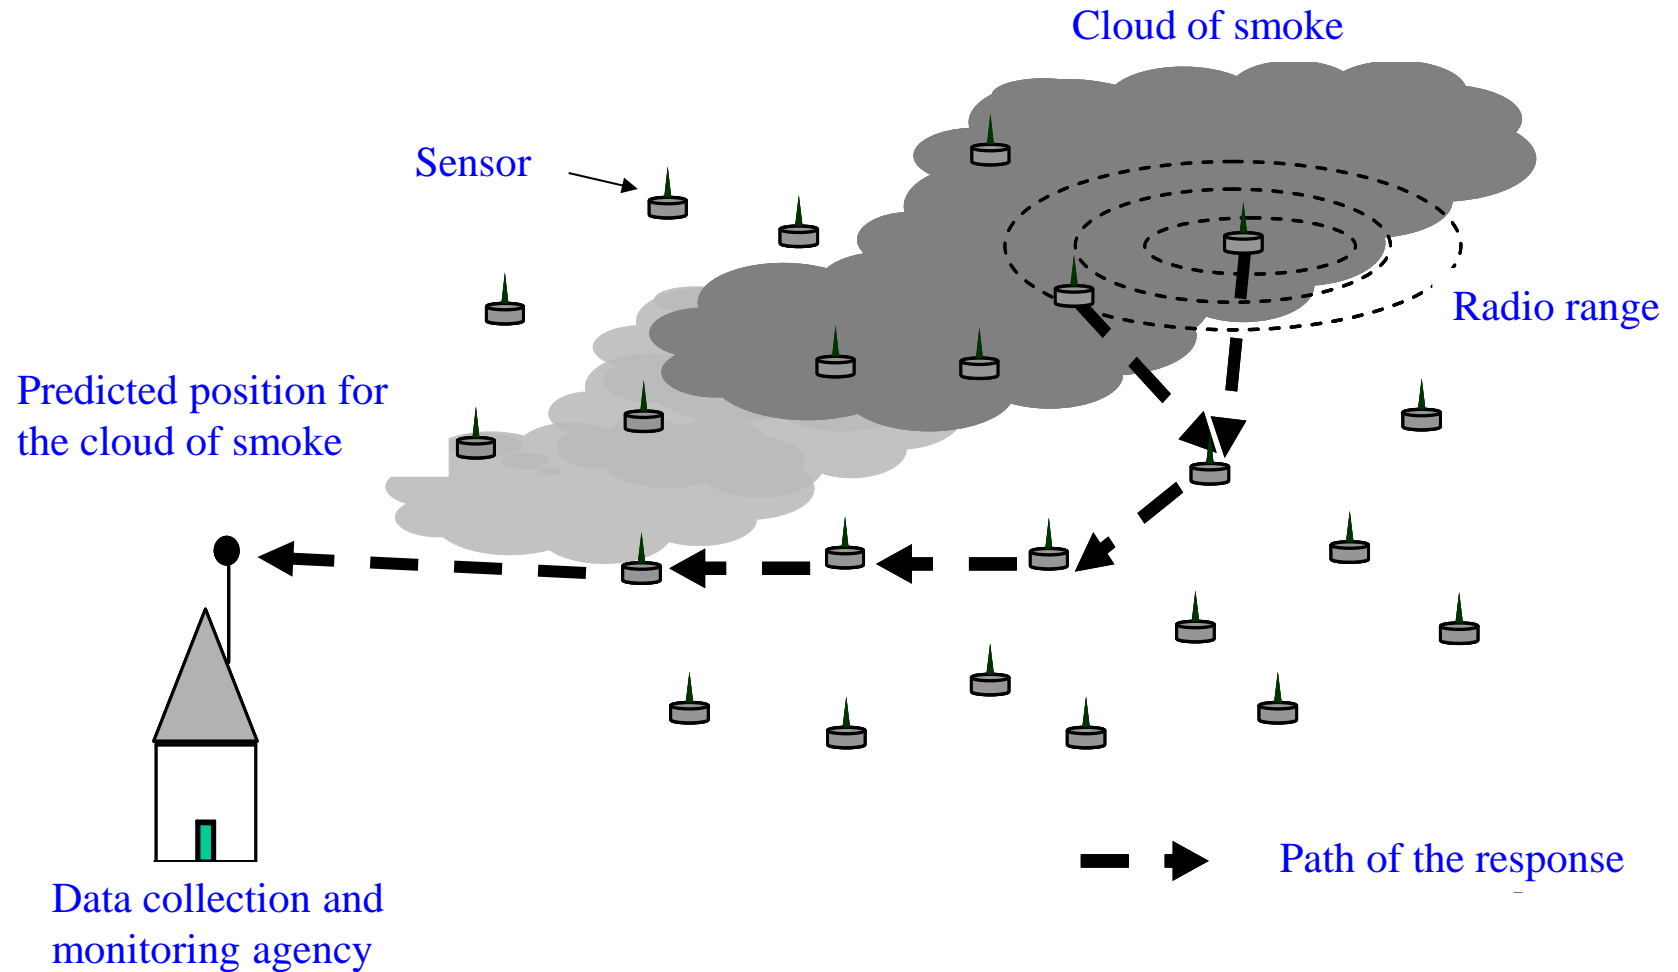 Cloud of smoke
Sensor
Radio range
Predicted position for
the cloud of smoke
Path of the response
Data collection and
monitoring agency